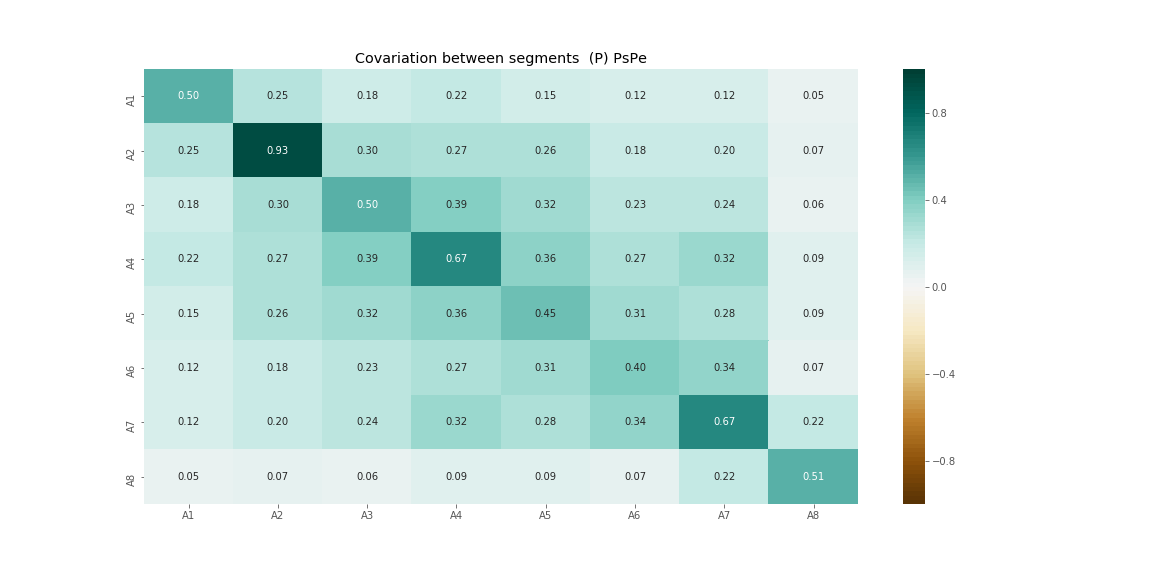 Covariation between segments  (P) PsPe
A1 0.50 0.25 0.18 0.22 0.15 0.12 0.12 0.05
A2 0.25 0.93 0.30 0.27 0.26 0.18 0.20 0.07
A3 0.18 0.30 0.50 0.39 0.32 0.23 0.24 0.06
A4 0.22 0.27 0.39 0.67 0.36 0.27 0.32 0.09
A5 0.15 0.26 0.32 0.36 0.45 0.31 0.28 0.09
A6 0.12 0.18 0.23 0.27 0.31 0.40 0.34 0.07
A7 0.12 0.20 0.24 0.32 0.28 0.34 0.67 0.22
A8 0.05 0.07 0.06 0.09 0.09 0.07 0.22 0.51
A1 A2 A3 A4 A5 A6 A7 A8
0.8
0.4
0.0
−0.4
−0.8